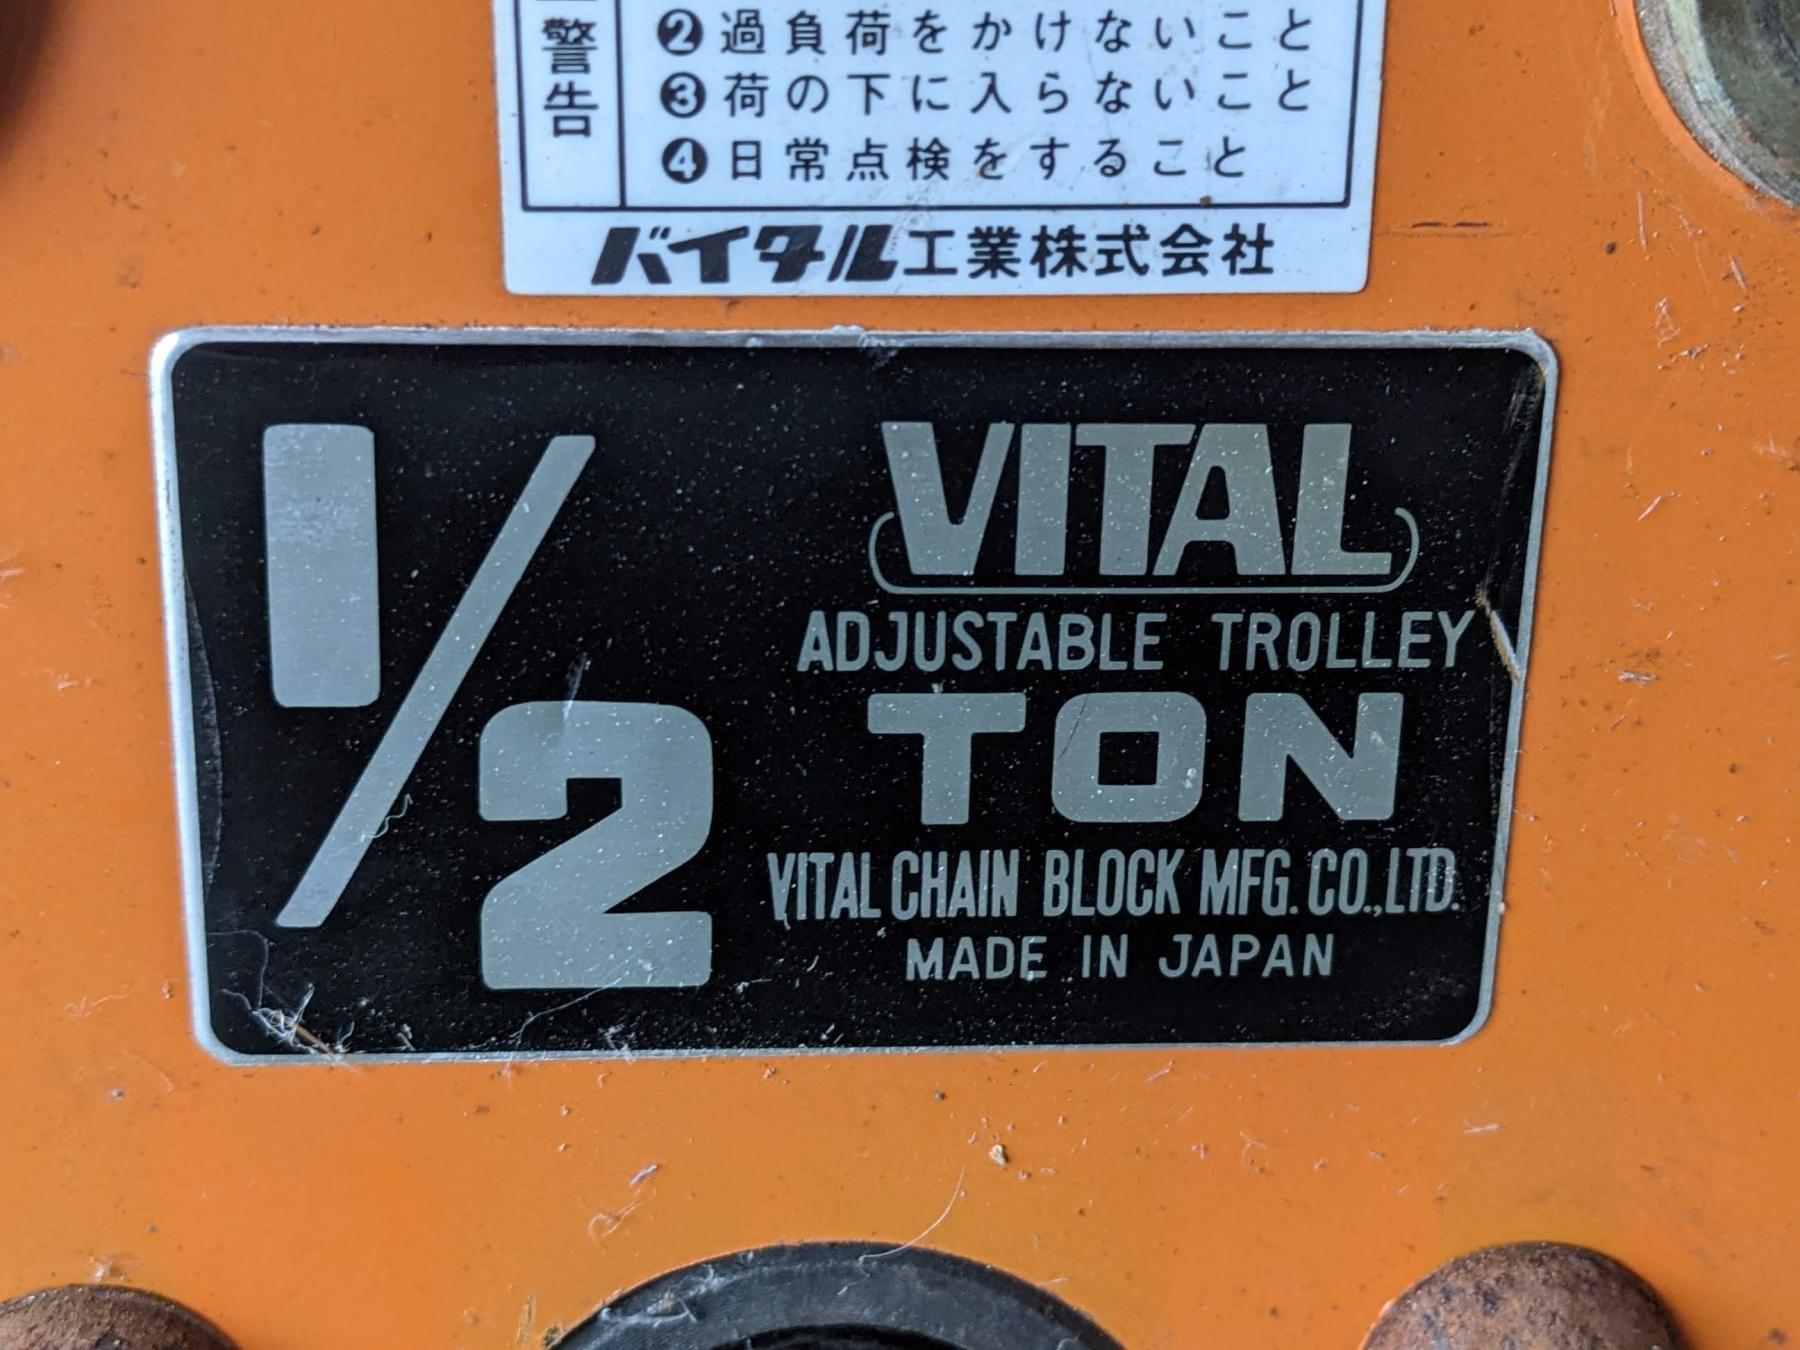 警告
❷過負荷をかけないこと
❸荷の下に入らないこと
❹日常点検をすること
バイタル工業株式会社
1/2
VITAL
ADJUSTABLE TROLLEY
TON
VITAL CHAIN BLOCK MFG. CO.,LTD.
MADE IN JAPAN